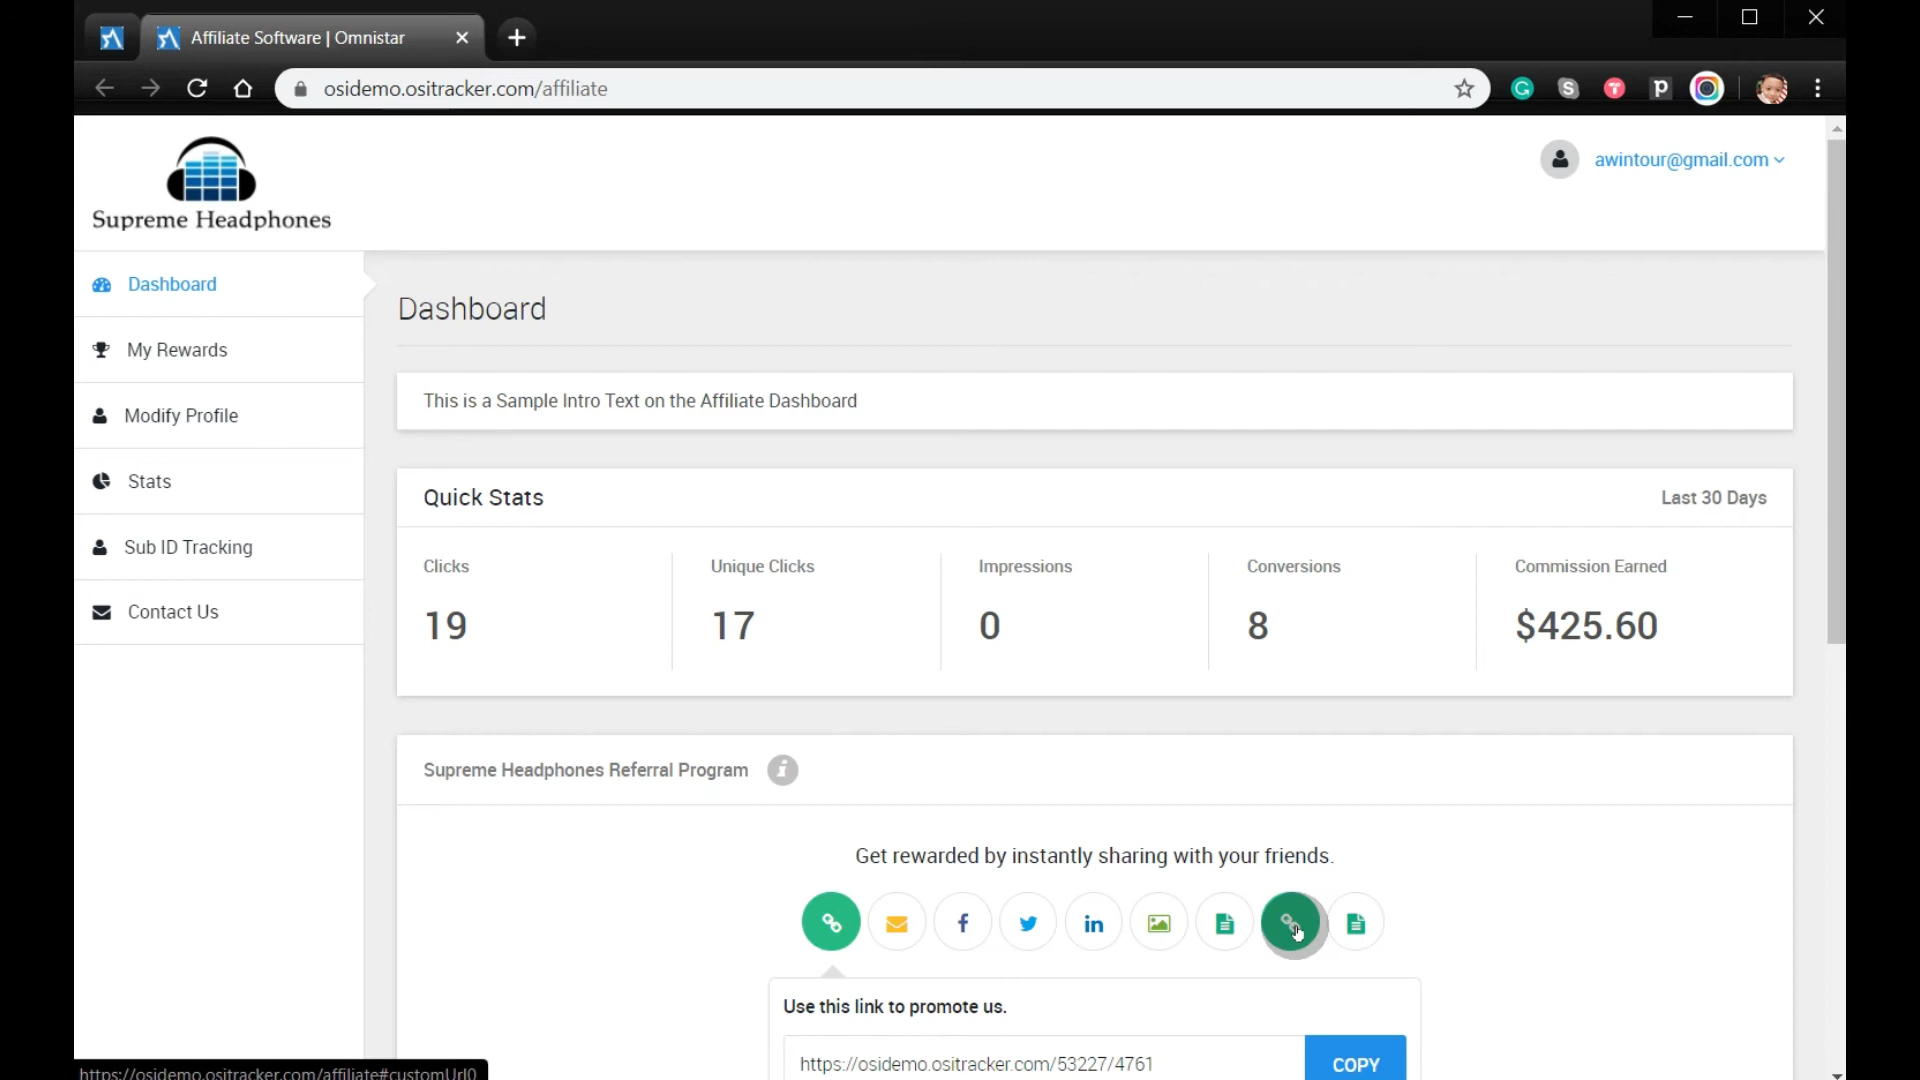 Affiliate Software | Omnistar
osidemo.ositracker.com/affiliate
Supreme Headphones
awintour@gmail.com
Dashboard
My Rewards
Modify Profile
Stats
Sub ID Tracking
Contact Us
Dashboard
This is a Sample Intro Text on the Affiliate Dashboard
Quick Stats
Last 30 Days
Clicks
19
Unique Clicks
17
Impressions
0
Conversions
8
Commission Earned
$425.60
Supreme Headphones Referral Program
Get rewarded by instantly sharing with your friends.
Use this link to promote us.
https://osidemo.ositracker.com/53227/4761
COPY
https://osidemo.ositracker.com/affiliate#customUrl0